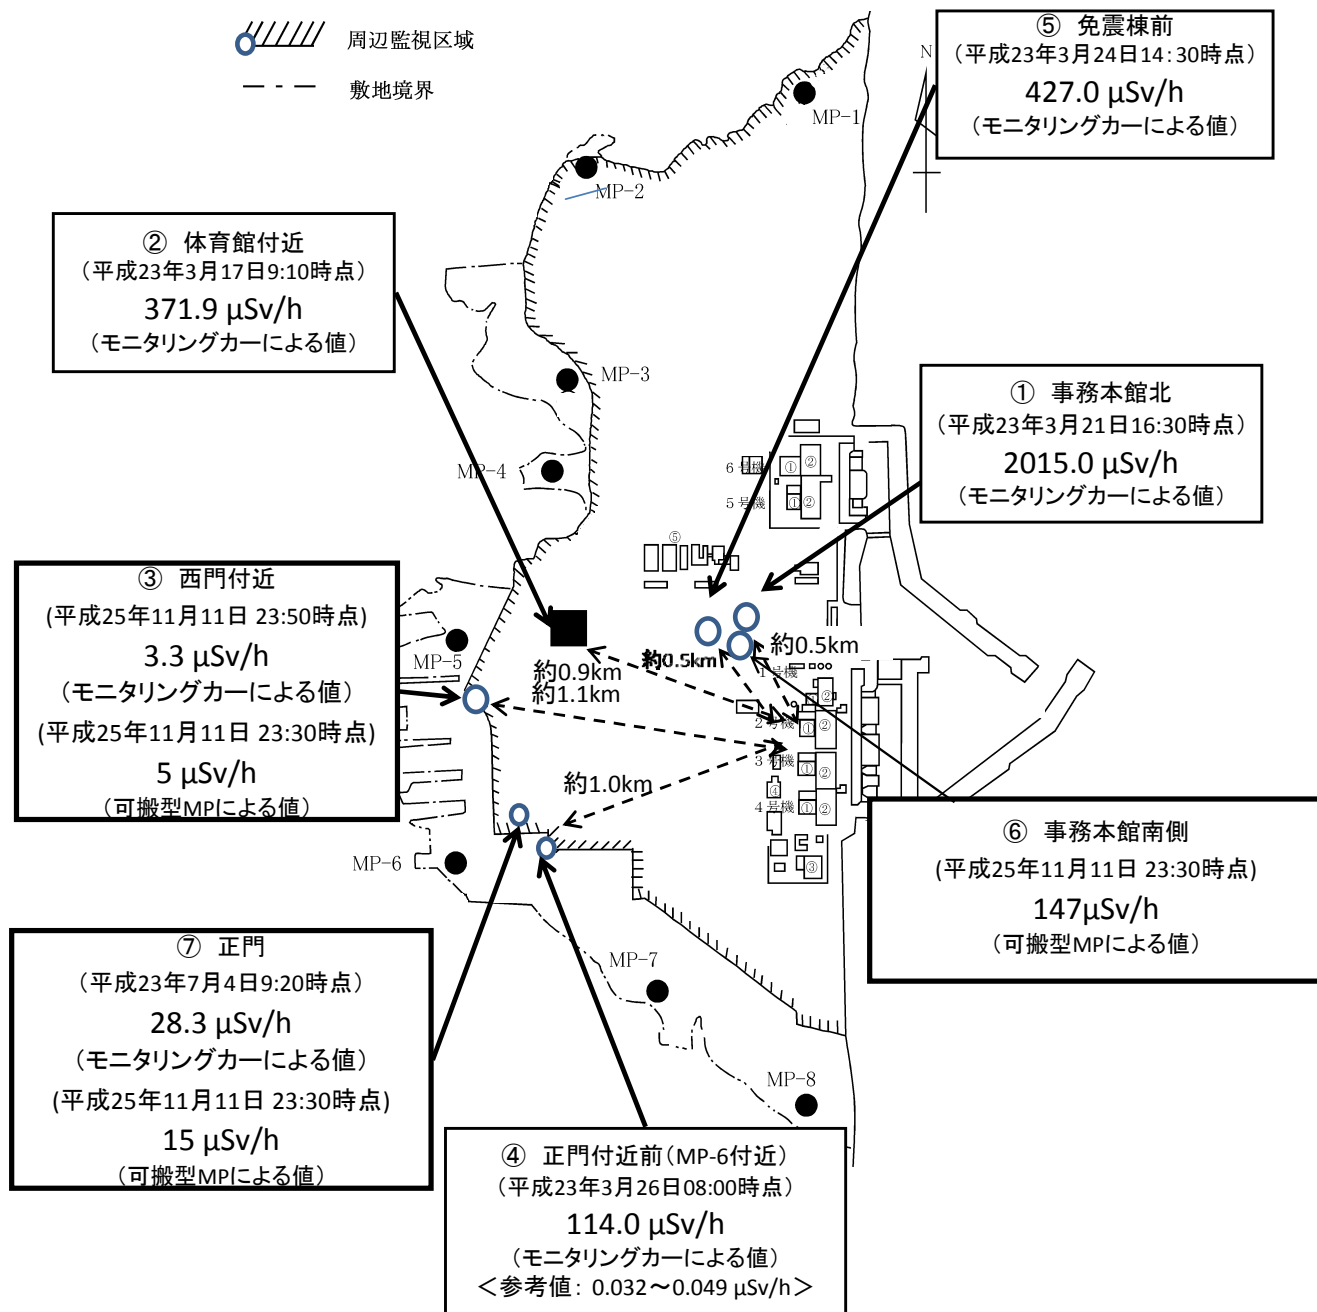 周辺監視区域
敷地境界
⑤ 免震棟前
(平成23年3月24日14:30時点)
427.0 μSv/h
(モニタリングカーによる値)
N
MP-1
MP-2
② 体育館付近
(平成23年3月17日9:10時点)
371.9 μSv/h
(モニタリングカーによる値)
MP-3
MP-4
① 事務本館北
(平成23年3月21日16:30時点)
2015.0 μSv/h
(モニタリングカーによる値)
6号機
① ②
5号機
① ②
⑤
③ 西門付近
(平成25年11月11日 23:50時点)
3.3 μSv/h
(モニタリングカーによる値)
(平成25年11月11日 23:30時点)
5 μSv/h
(可搬型MPによる値)
MP-5
約0.9km
約1.1km
約0.5km
約0.5km
1号機
②
2号機
① ②
3号機
① ②
④
4号機
① ②
③
約1.0km
MP-6
⑥ 事務本館南側
(平成25年11月11日 23:30時点)
147μSv/h
(可搬型MPによる値)
⑦ 正門
(平成23年7月4日9:20時点)
28.3 μSv/h
(モニタリングカーによる値)
(平成25年11月11日 23:30時点)
15 μSv/h
(可搬型MPによる値)
MP-7
MP-8
④ 正門付近前(MP-6付近)
(平成23年3月26日08:00時点)
114.0 μSv/h
(モニタリングカーによる値)
<参考値: 0.032~0.049 μSv/h>